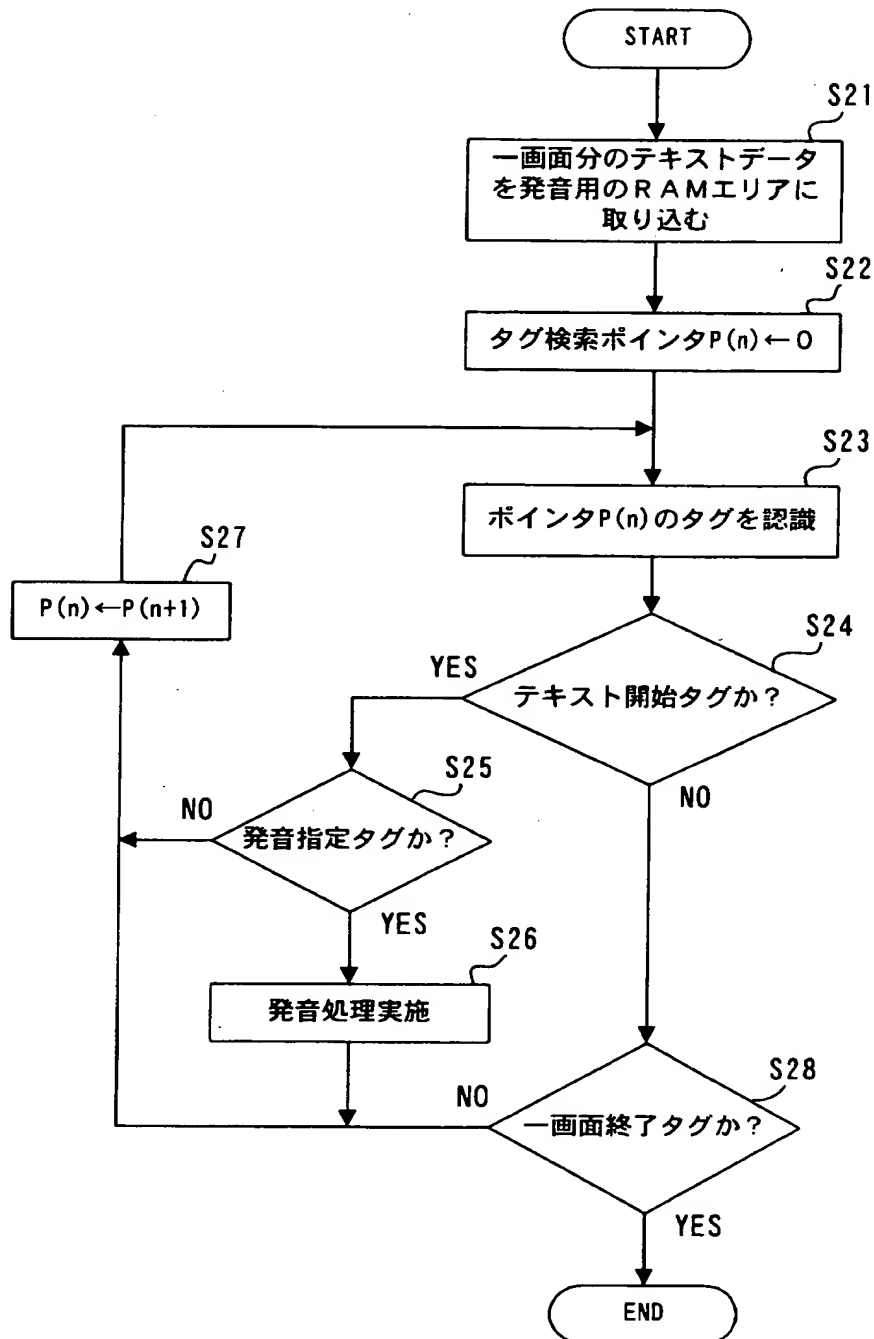 START
S21
一画面分のテキストデータ
を発音用のRAMエリアに
取り込む
S22
タグ検索ポインタP(n)←0
S23
ポインタP(n)のタグを認識
S27
P(n)←P(n+1)
S24
YES
テキスト開始タグか？
S25
NO
NO
発音指定タグか？
YES
S26
発音処理実施
S28
NO
一画面終了タグか？
YES
END